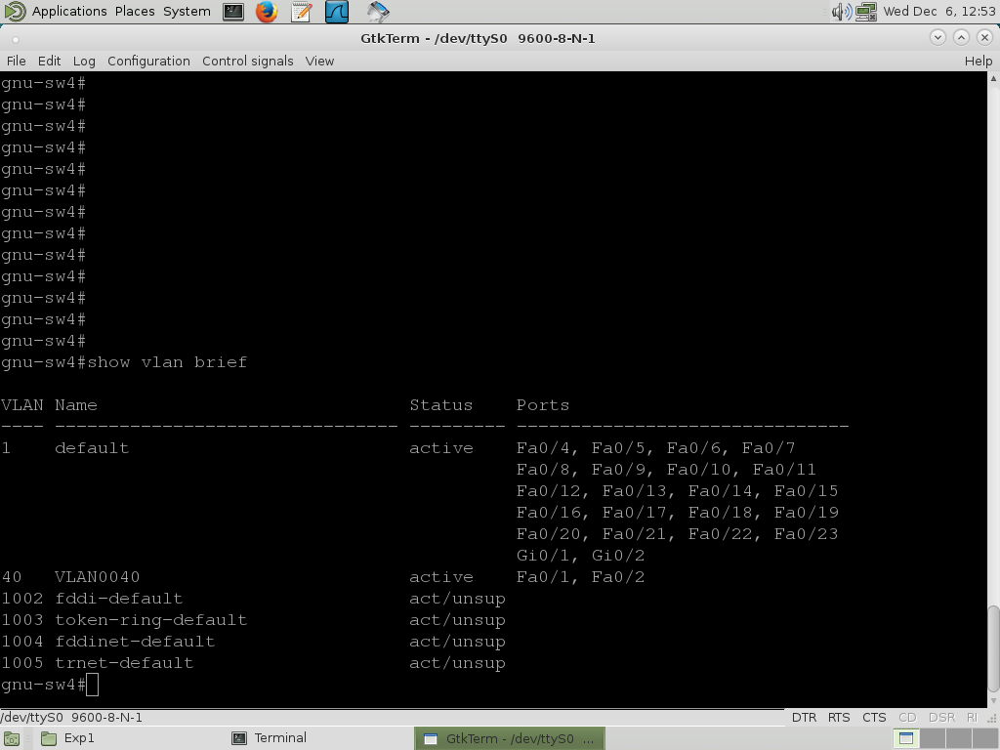 Applications Places System Wed Dec 6, 12:53
GtkTerm - /dev/ttyS0 9600-8-N-1
File Edit Log Configuration Control signals View Help
gnu-sw4#
gnu-sw4#
gnu-sw4#
gnu-sw4#
gnu-sw4#
gnu-sw4#
gnu-sw4#
gnu-sw4#
gnu-sw4#
gnu-sw4#
gnu-sw4#
gnu-sw4#
gnu-sw4#
gnu-sw4#show vlan brief
VLAN Name                             Status    Ports
---- -------------------------------- --------- -------------------------------
1    default                          active    Fa0/4, Fa0/5, Fa0/6, Fa0/7
                                                Fa0/8, Fa0/9, Fa0/10, Fa0/11
                                                Fa0/12, Fa0/13, Fa0/14, Fa0/15
                                                Fa0/16, Fa0/17, Fa0/18, Fa0/19
                                                Fa0/20, Fa0/21, Fa0/22, Fa0/23
                                                Gi0/1, Gi0/2
40   VLAN0040                         active    Fa0/1, Fa0/2
1002 fddi-default                     act/unsup
1003 token-ring-default               act/unsup
1004 fddinet-default                  act/unsup
1005 trnet-default                    act/unsup
gnu-sw4#
/dev/ttyS0 9600-8-N-1 DTR RTS CTS CD DSR RI
Exp1 Terminal GtkTerm - /dev/ttyS0 ...